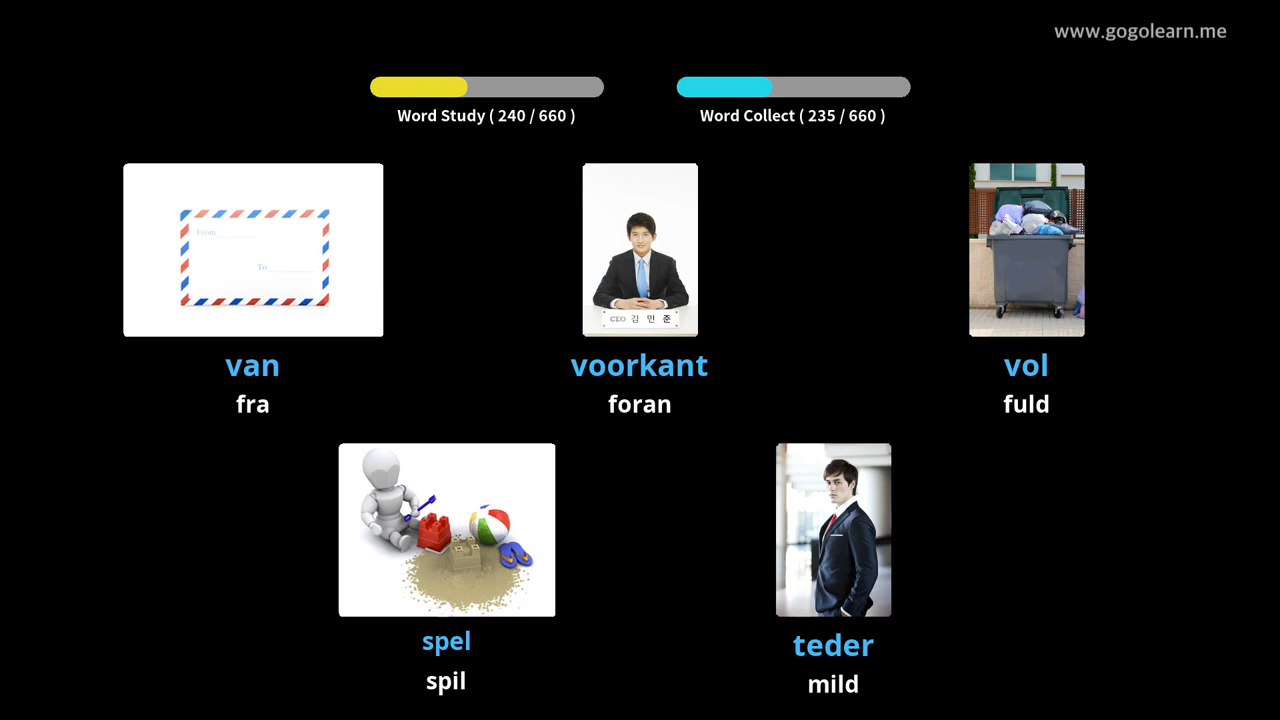 www.gogolearn.me
Word Study ( 240 / 660 )
Word Collect ( 235 / 660 )
From
To
CEO 김 민 준
van
fra
voorkant
foran
vol
fuld
spel
spil
teder
mild